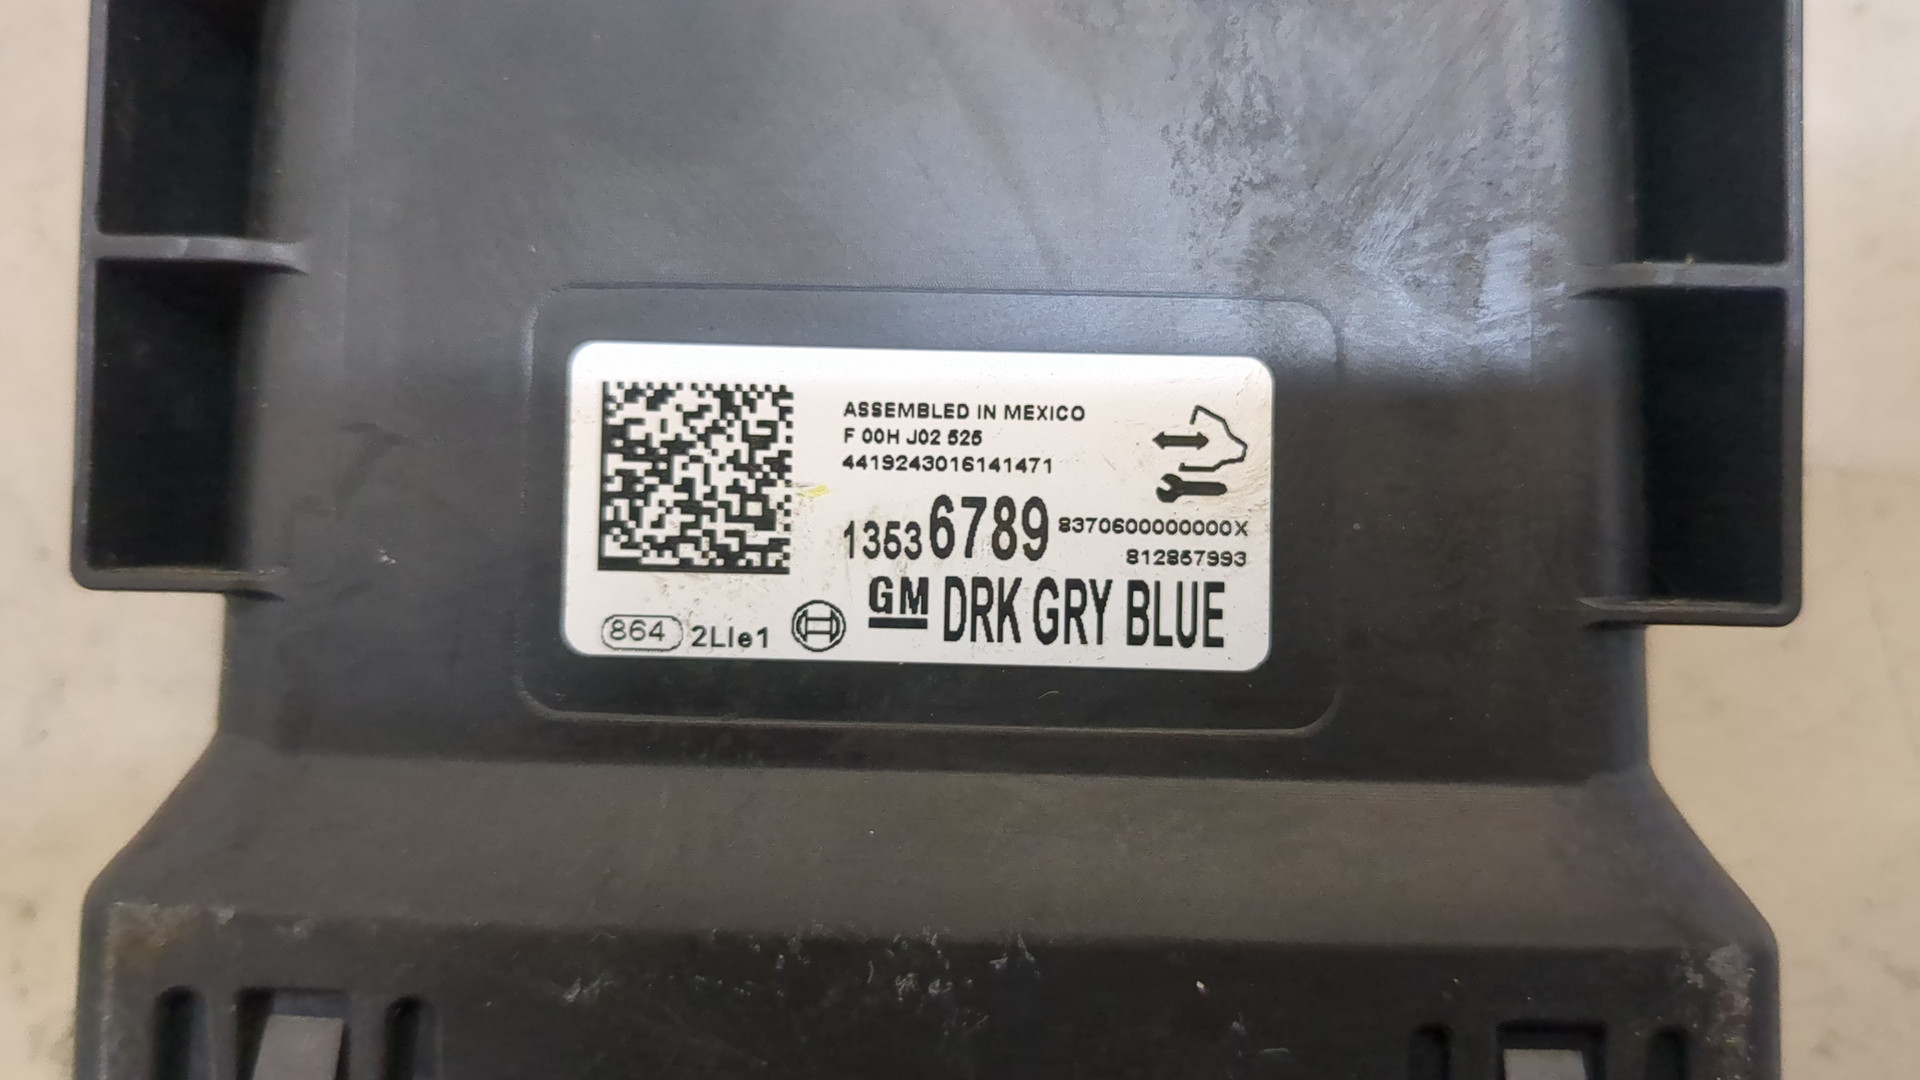 ASSEMBLED IN MEXICO
F 00H J02 525
4419243016141471
13536789
8370600000000X
812857993
GM DRK GRY BLUE
864 2LIe1